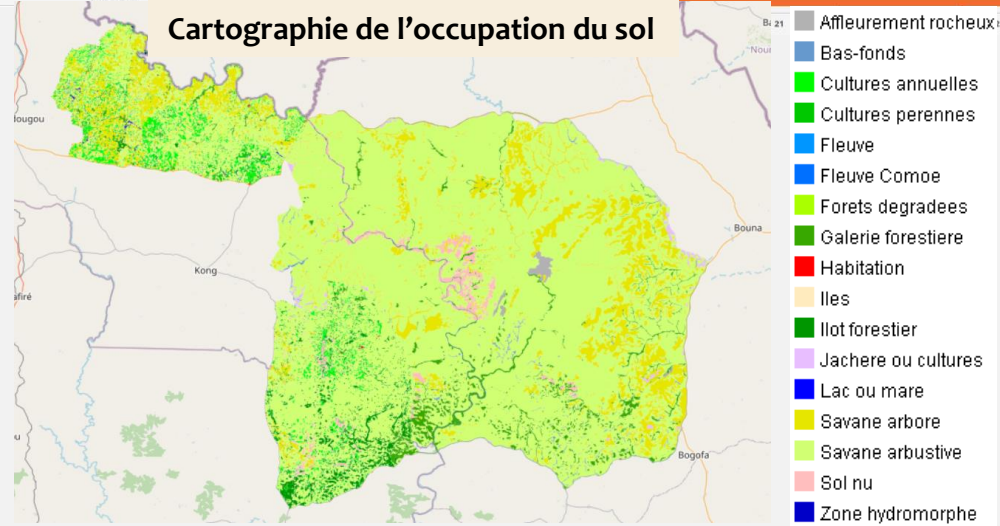 Cartographie de l’occupation du sol
21
lougou
Kong
Bouna
Bogofa
Affleurement rocheux
Bas-fonds
Cultures annuelles
Cultures perennes
Fleuve
Fleuve Comoe
Forets degradees
Galerie forestiere
Habitation
Iles
Ilot forestier
Jachere ou cultures
Lac ou mare
Savane arbore
Savane arbustive
Sol nu
Zone hydromorphe